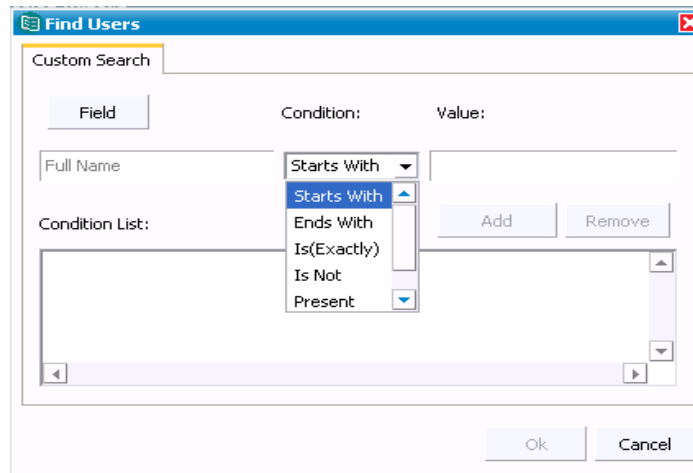 Find Users
Custom Search
Field
Condition:
Value:
Full Name
Starts With
Starts With
Ends With
Is(Exactly)
Is Not
Present
Condition List:
Add
Remove
Ok
Cancel